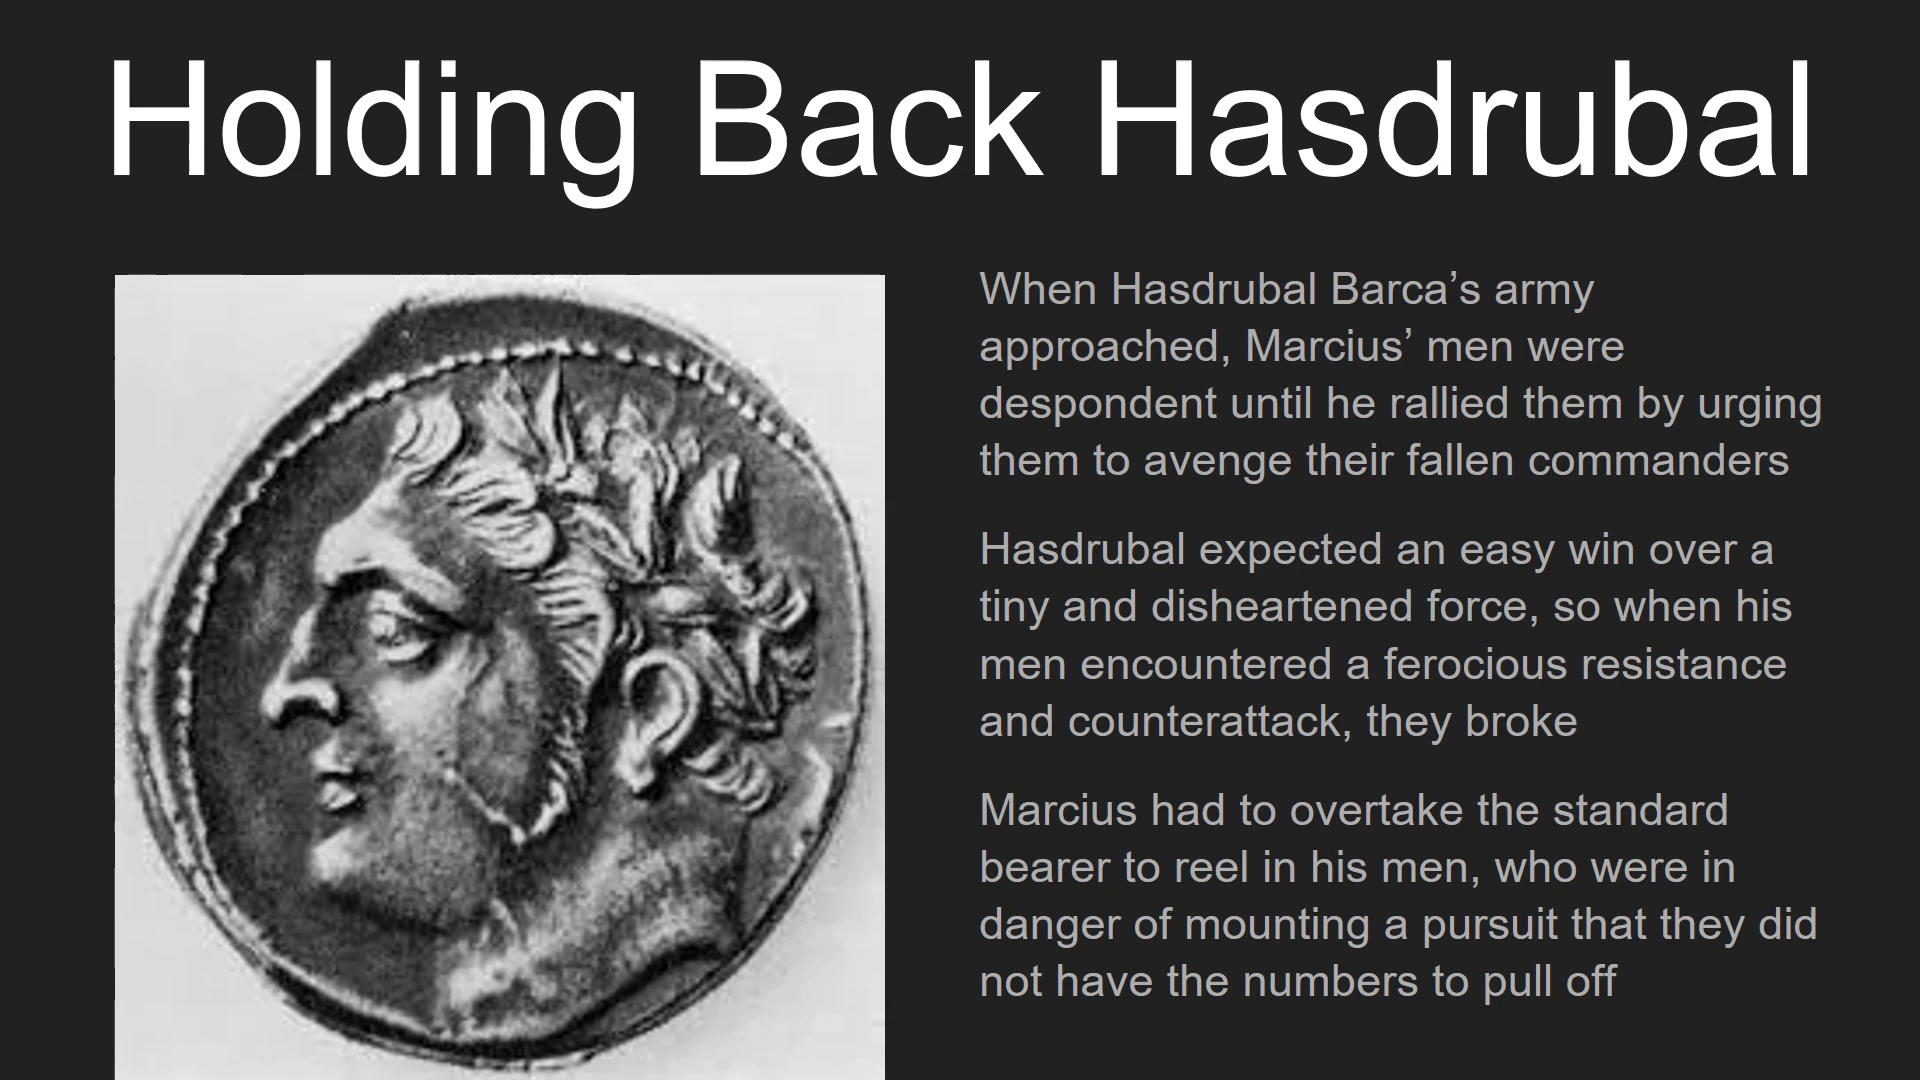 Holding Back Hasdrubal
When Hasdrubal Barca’s army
approached, Marcius’ men were
despondent until he rallied them by urging
them to avenge their fallen commanders
Hasdrubal expected an easy win over a
tiny and disheartened force, so when his
men encountered a ferocious resistance
and counterattack, they broke
Marcius had to overtake the standard
bearer to reel in his men, who were in
danger of mounting a pursuit that they did
not have the numbers to pull off